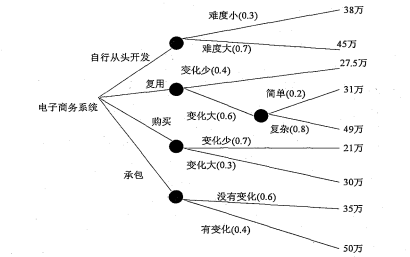 难度小(0.3)
38万
自行从头开发
难度大(0.7)
45万
变化少(0.4)
27.5万
复用
简单(0.2)
31万
电子商务系统
变化大(0.6)
复杂(0.8)
49万
购买
变化少(0.7)
21万
变化大(0.3)
30万
承包
没有变化(0.6)
35万
有变化(0.4)
50万